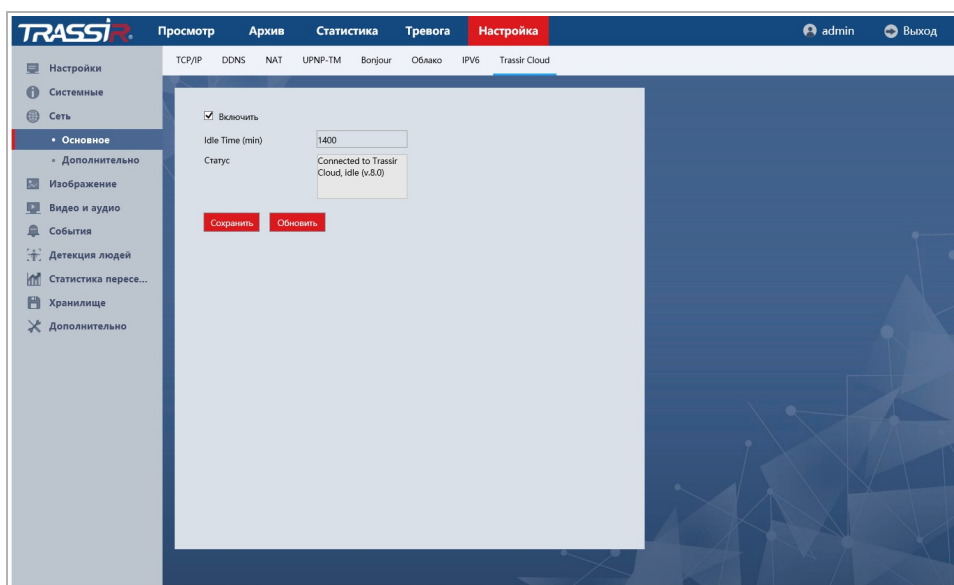 TRASSIR
Просмотр Архив Статистика Тревога Настройка admin Выход
TCP/IP DDNS NAT UPNP-TM Bonjour Облако IPV6 Trassir Cloud
Настройки
Системные
Сеть
• Основное
• Дополнительно
Изображение
Видео и аудио
События
Детекция людей
Статистика пересе...
Хранилище
Дополнительно
Включить
Idle Time (min) 1400
Статус Connected to Trassir
Cloud, idle (v.8.0)
Сохранить Обновить